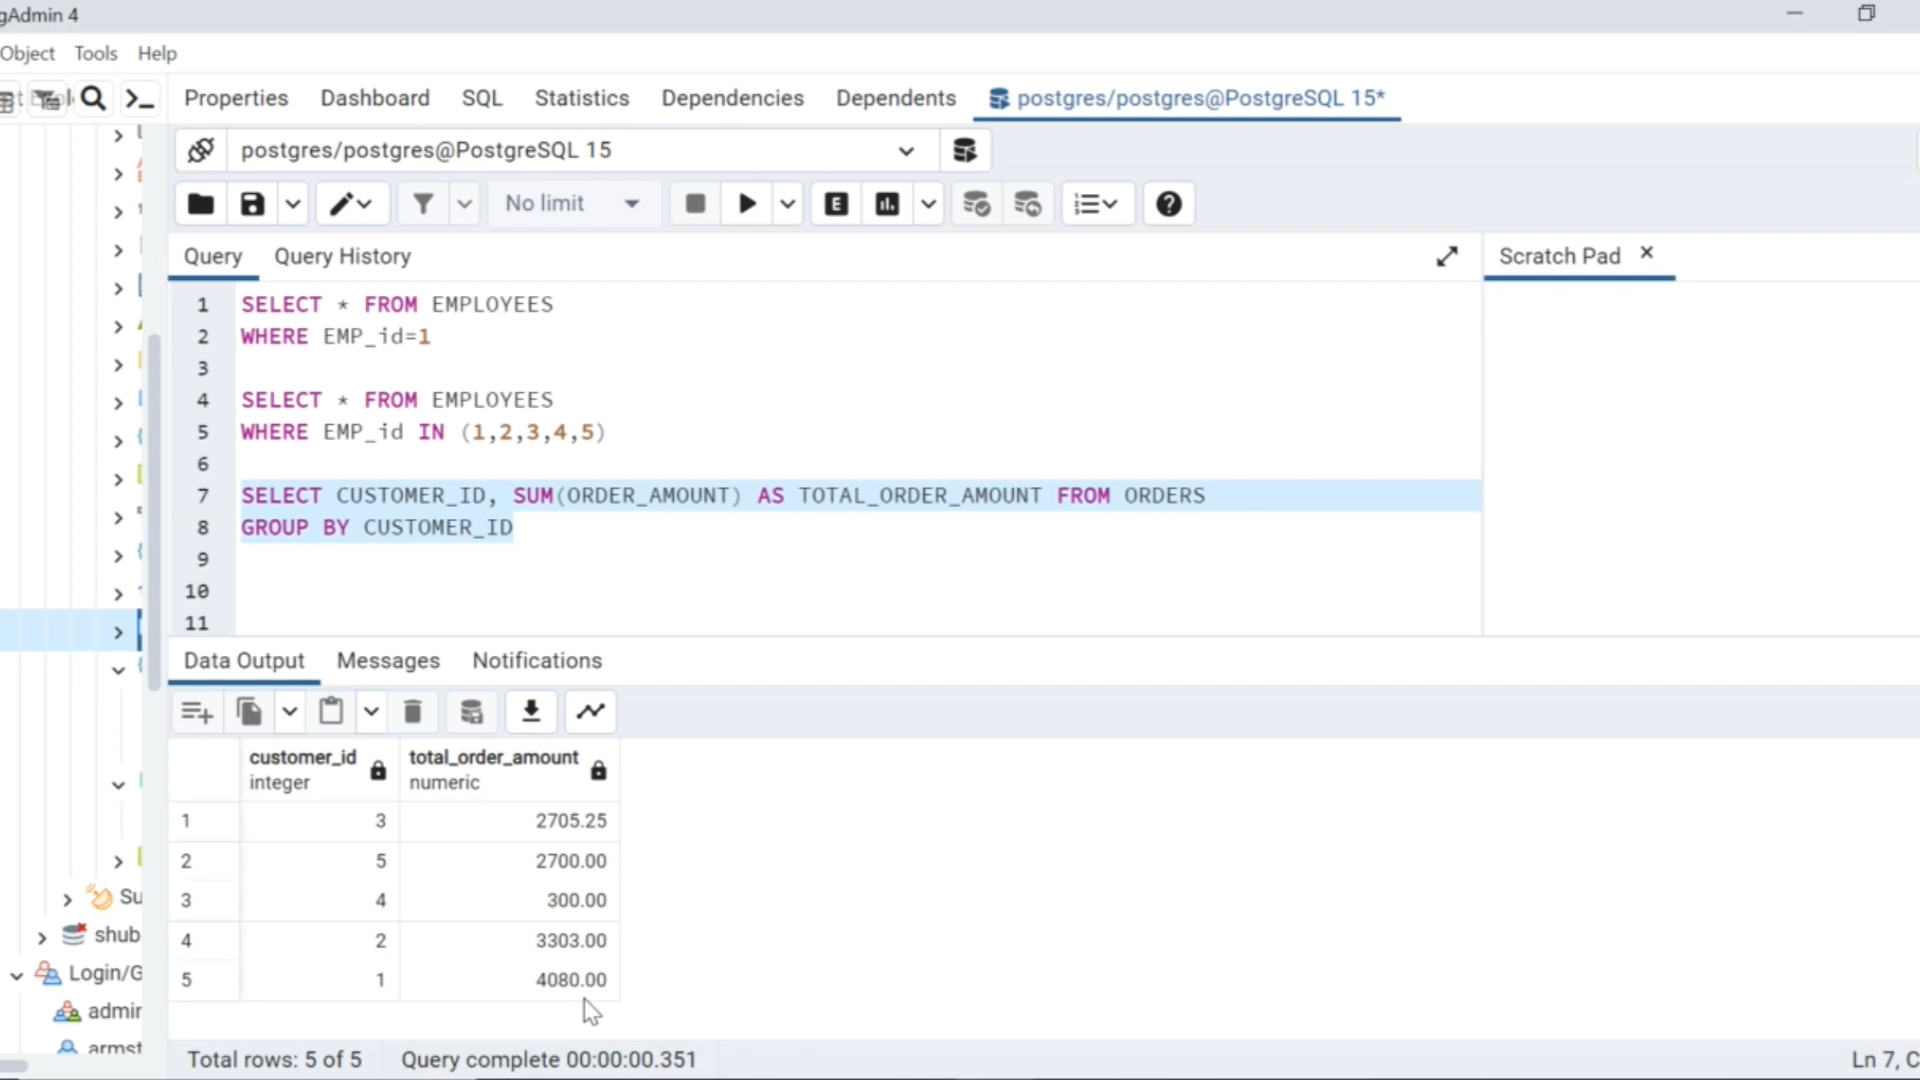 gAdmin 4
Object Tools Help
Properties Dashboard SQL Statistics Dependencies Dependents postgres/postgres@PostgreSQL 15*
postgres/postgres@PostgreSQL 15
No limit
Query Query History
Scratch Pad
1 SELECT * FROM EMPLOYEES
2 WHERE EMP_id=1
3
4 SELECT * FROM EMPLOYEES
5 WHERE EMP_id IN (1,2,3,4,5)
6
7 SELECT CUSTOMER_ID, SUM(ORDER_AMOUNT) AS TOTAL_ORDER_AMOUNT FROM ORDERS
8 GROUP BY CUSTOMER_ID
9
10
11
Data Output Messages Notifications
customer_id total_order_amount
integer numeric
1 3 2705.25
2 5 2700.00
3 4 300.00
4 2 3303.00
5 1 4080.00
Su
shub
Login/G
admin
armst
Total rows: 5 of 5 Query complete 00:00:00.351
Ln 7, C